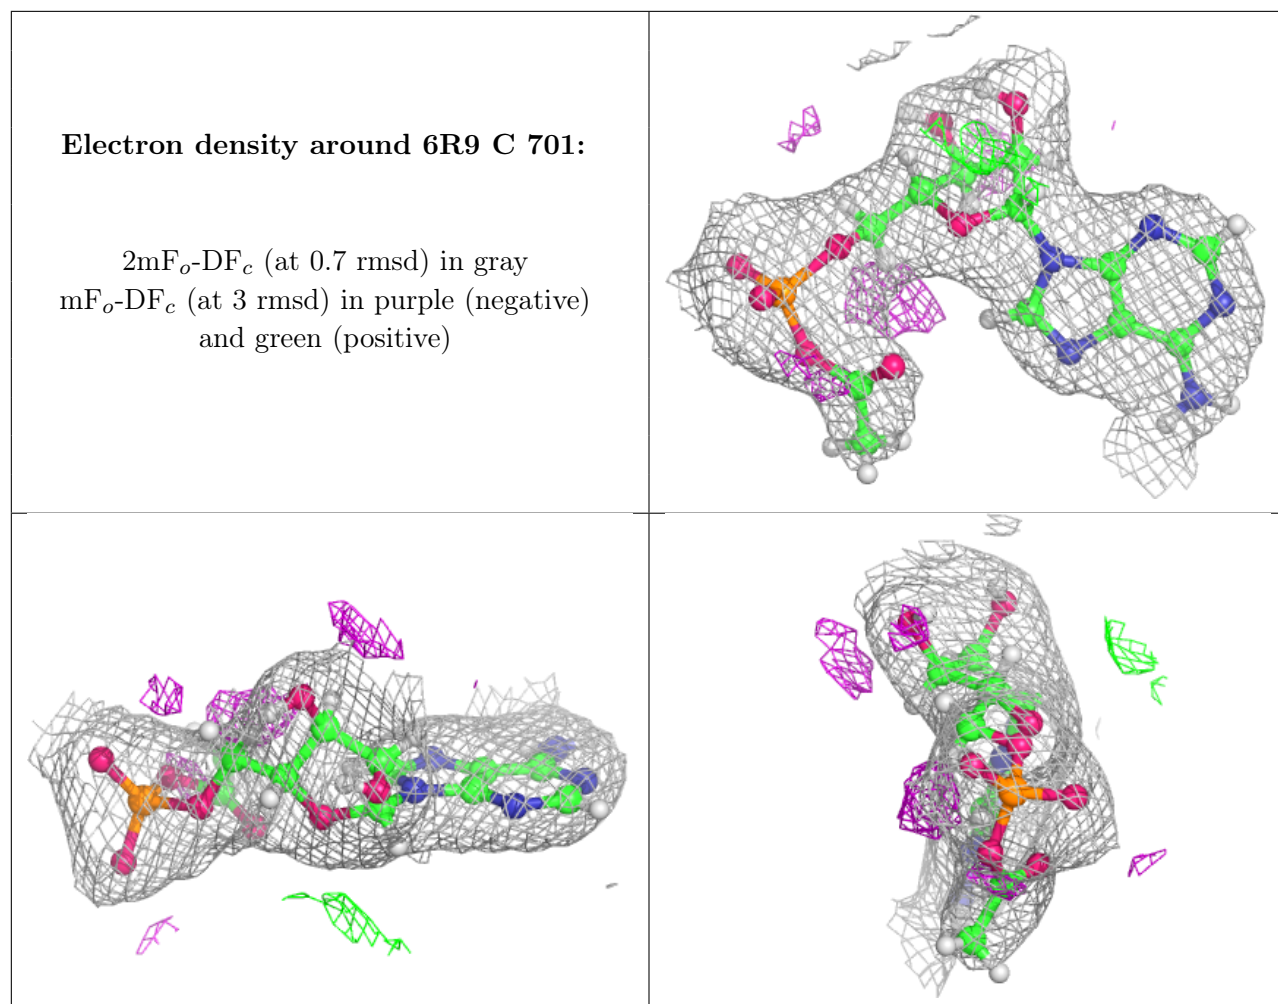 Electron density around 6R9 C 701:
2mFo-DFc (at 0.7 rmsd) in gray
mFo-DFc (at 3 rmsd) in purple (negative)
and green (positive)